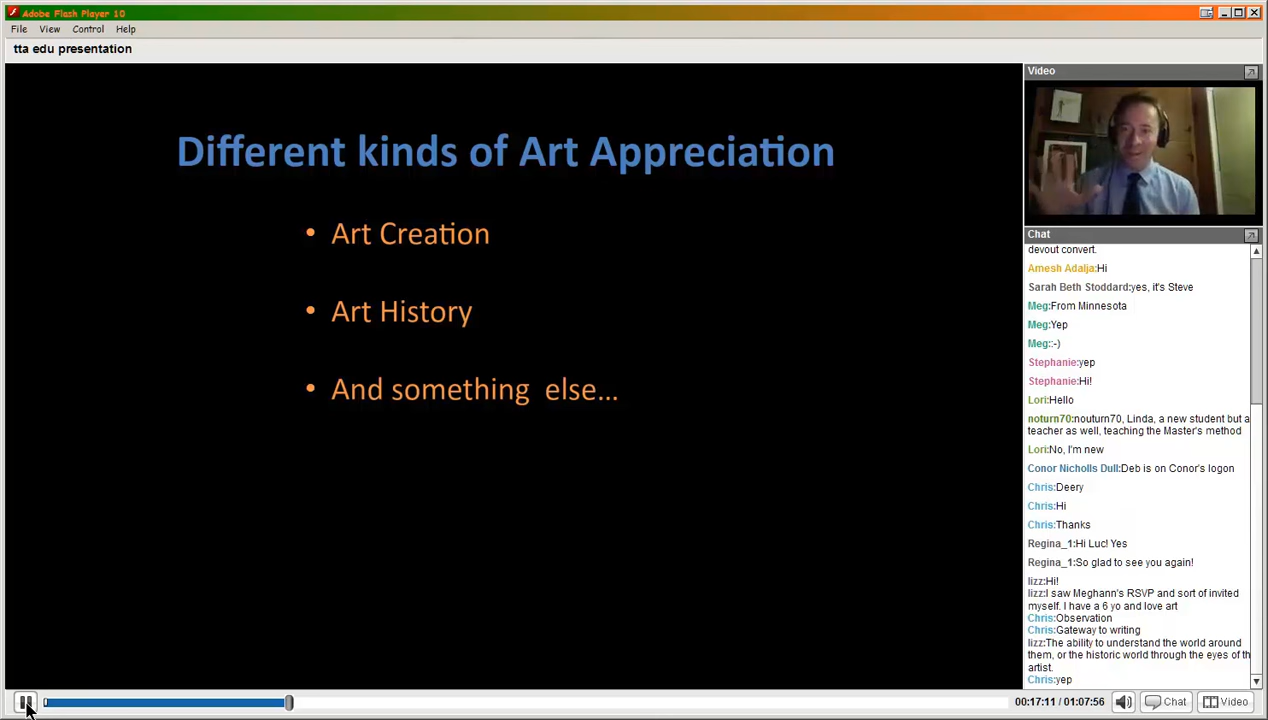 Adobe Flash Player 10
File View Control Help
tta edu presentation
Different kinds of Art Appreciation
• Art Creation
• Art History
• And something else...
Video
Chat
devout convert.
Amesh Adalja:Hi
Sarah Beth Stoddard:yes, it's Steve
Meg:From Minnesota
Meg:Yep
Meg::-)
Stephanie:yep
Stephanie:Hi!
Lori:Hello
noturn70:nouturn70, Linda, a new student but a
teacher as well, teaching the Master's method
Lori:No, I'm new
Conor Nicholls Dull:Deb is on Conor's logon
Chris:Deery
Chris:Hi
Chris:Thanks
Regina_1:Hi Luc! Yes
Regina_1:So glad to see you again!
lizz:Hi!
lizz:I saw Meghann's RSVP and sort of invited
myself. I have a 6 yo and love art
Chris:Observation
Chris:Gateway to writing
lizz:The ability to understand the world around
them, or the historic world through the eyes of th
artist.
Chris:yep
00:17:11 / 01:07:56
Chat
Video